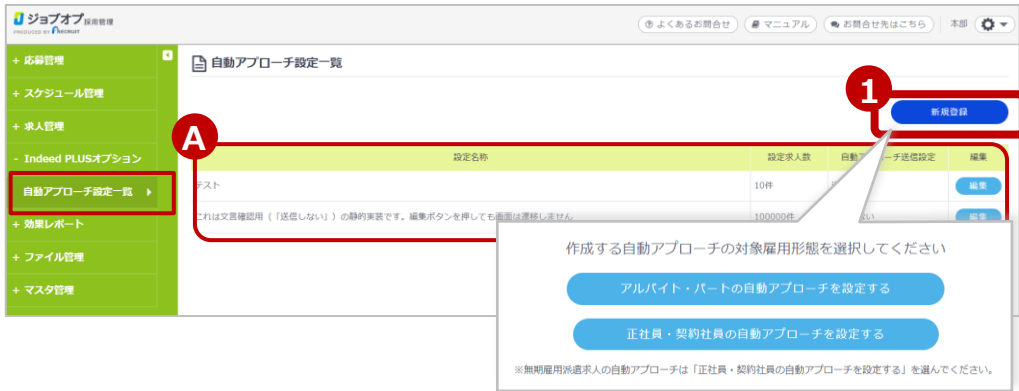 ジョブオプ 採用管理
PRODUCED BY RECRUIT
よくあるお問合せ マニュアル お問合せ先はこちら 本部
+ 応募管理
自動アプローチ設定一覧
+ スケジュール管理
1
新規登録
+ 求人管理
A
- Indeed PLUSオプション
設定名称 設定求人数 自動ア ーチ送信設定 編集
自動アプローチ設定一覧
テスト 10件 編集
+ 効果レポート
これは文言確認用(「送信しない」)の静的実装です。編集ボタンを押しても画面は遷移しません 100000件 ない 編集
+ ファイル管理
+ マスタ管理
作成する自動アプローチの対象雇用形態を選択してください
アルバイト・パートの自動アプローチを設定する
正社員・契約社員の自動アプローチを設定する
※無期雇用派遣求人の自動アプローチは「正社員・契約社員の自動アプローチを設定する」を選んでください。